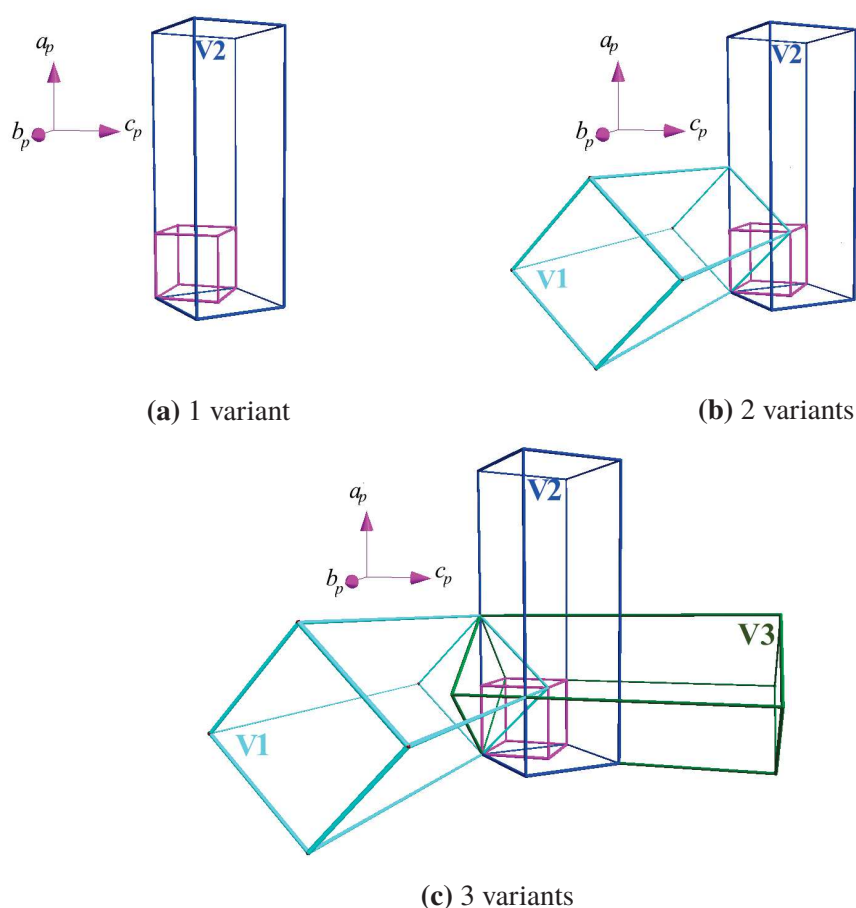 V2
a_p
b_p
c_p
(a) 1 variant
V2
a_p
b_p
c_p
V1
(b) 2 variants
V2
a_p
b_p
c_p
V3
V1
(c) 3 variants